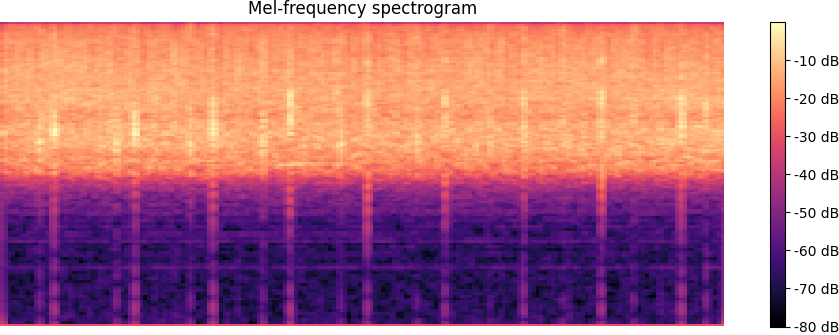 Mel-frequency spectrogram
-10 dB
-20 dB
-30 dB
-40 dB
-50 dB
-60 dB
-70 dB
-80 dB